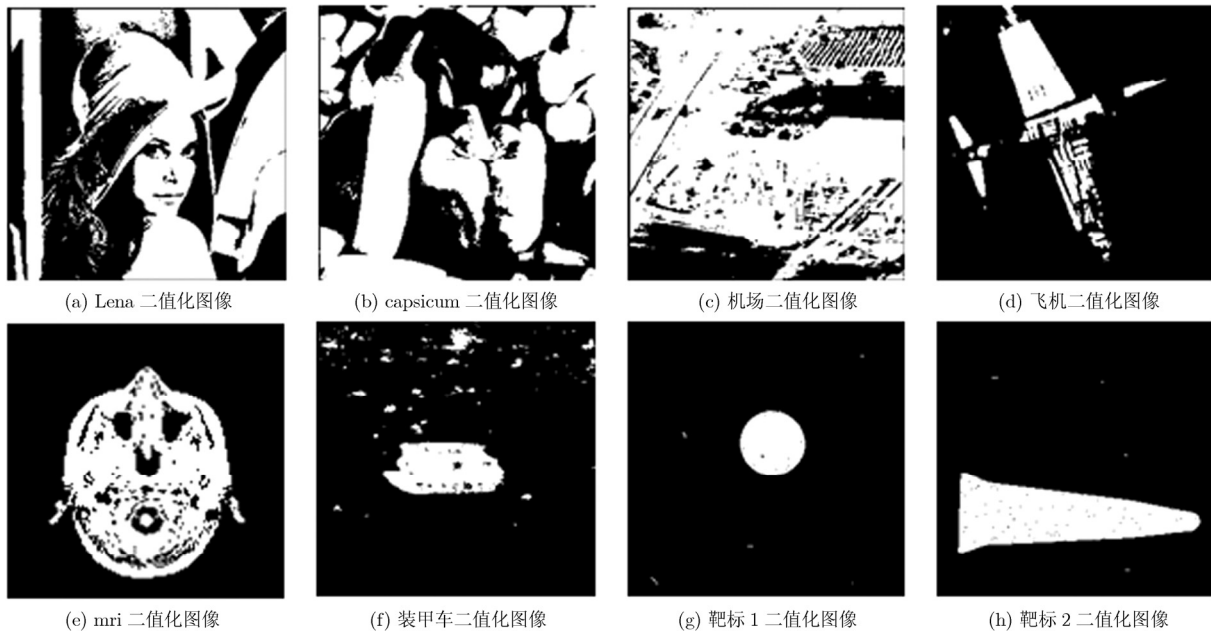 (a) Lena 二值化图像
(b) capsicum 二值化图像
(c) 机场二值化图像
(d) 飞机二值化图像
(e) mri 二值化图像
(f) 装甲车二值化图像
(g) 靶标 1 二值化图像
(h) 靶标 2 二值化图像